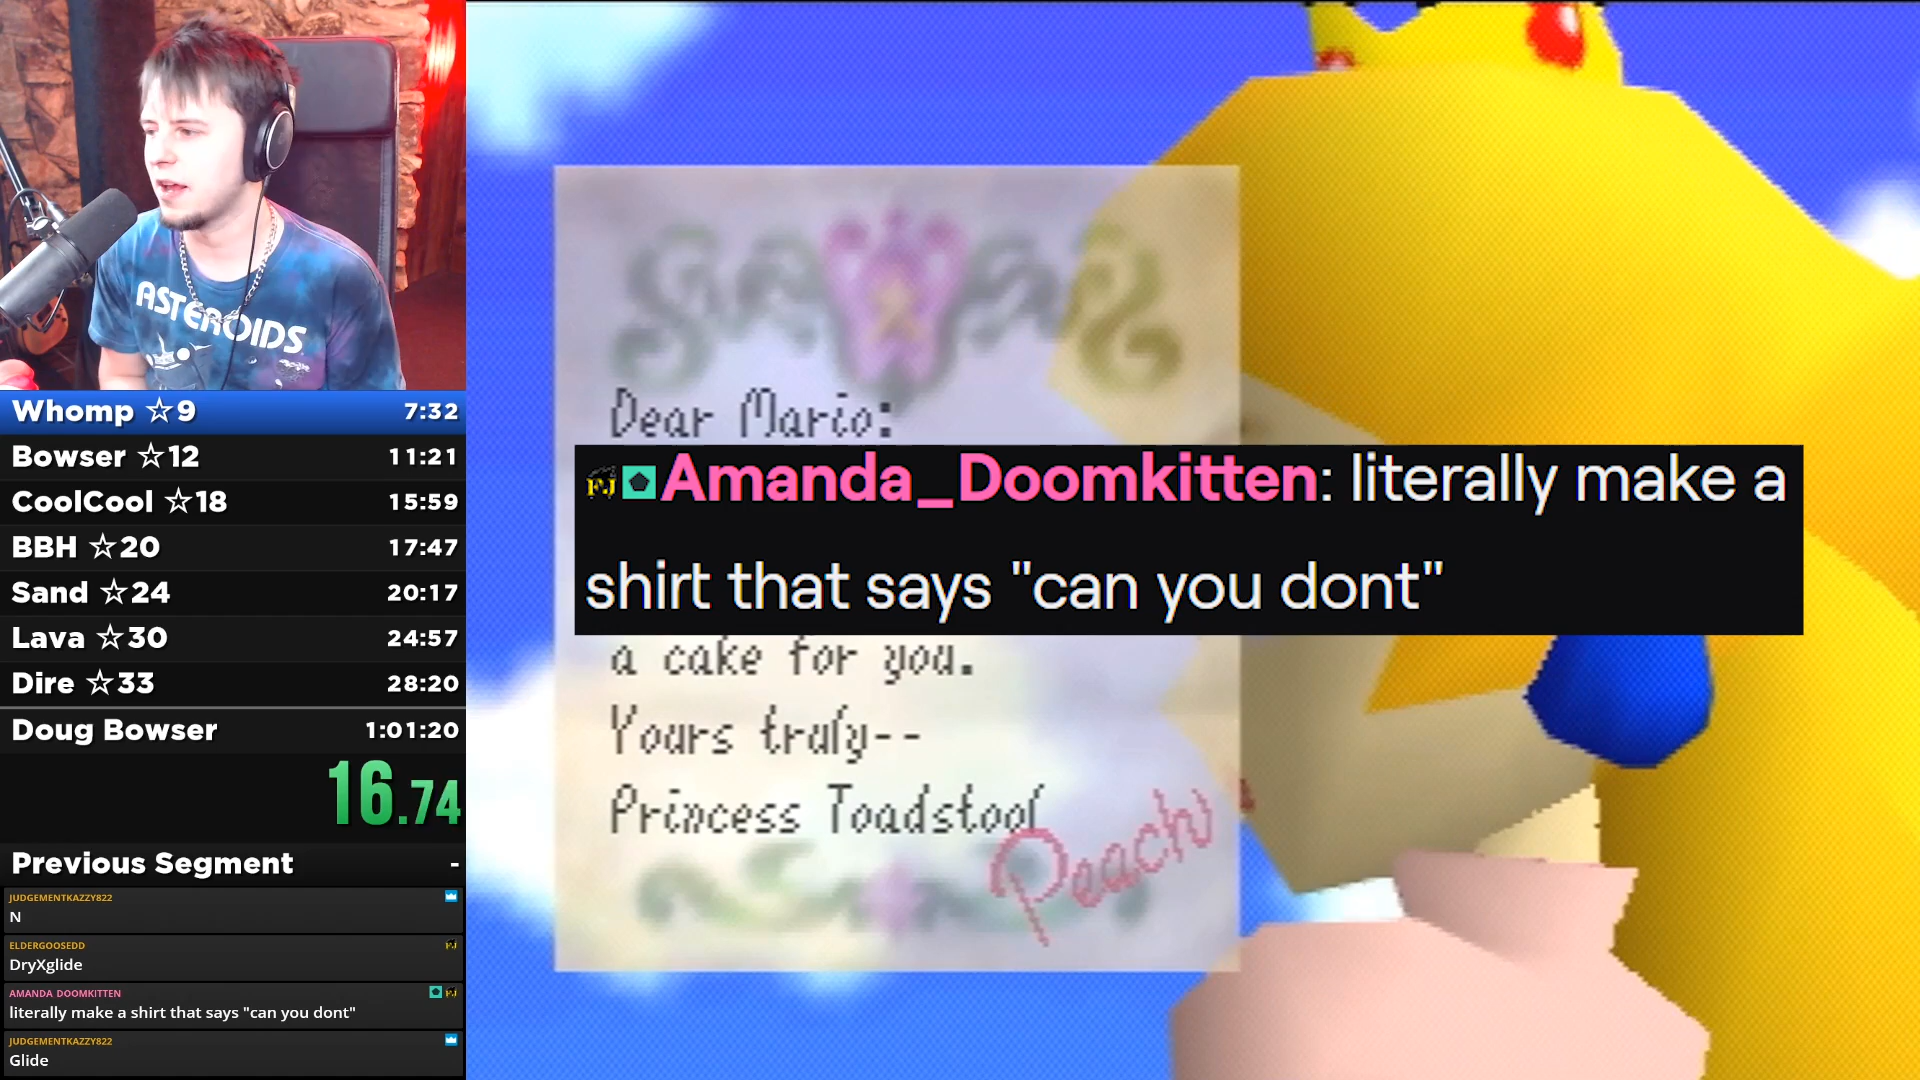 ASTEROIDS
Whomp ☆9 7:32
Bowser ☆12 11:21
CoolCool ☆18 15:59
BBH ☆20 17:47
Sand ☆24 20:17
Lava ☆30 24:57
Dire ☆33 28:20
Doug Bowser 1:01:20
16.74
Previous Segment -
JUDGEMENTKAZZY822
N
ELDERGOOSEDD
DryXglide
AMANDA DOOMKITTEN
literally make a shirt that says "can you dont"
JUDGEMENTKAZZY822
Glide
Dear Mario:
FJ Amanda_Doomkitten: literally make a
shirt that says "can you dont"
a cake for you.
Yours truly--
Princess Toadstool
Peach